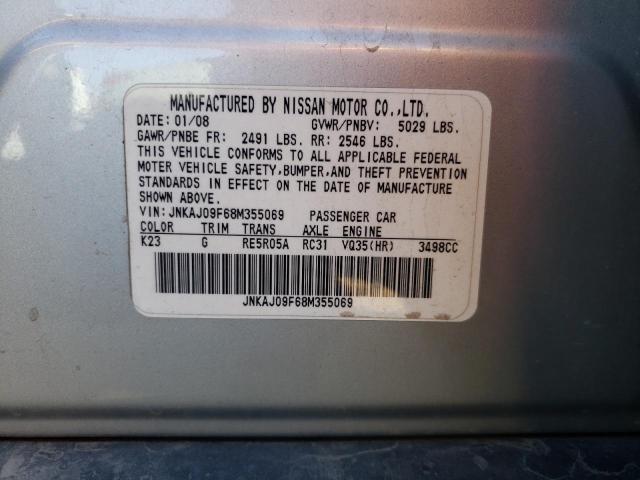 MANUFACTURED BY NISSAN MOTOR CO.,LTD.
DATE: 01/08 GVWR/PNBV: 5029 LBS.
GAWR/PNBE FR: 2491 LBS. RR: 2546 LBS.
THIS VEHICLE CONFORMS TO ALL APPLICABLE FEDERAL
MOTER VEHICLE SAFETY,BUMPER,AND THEFT PREVENTION
STANDARDS IN EFFECT ON THE DATE OF MANUFACTURE
SHOWN ABOVE.
VIN: JNKAJ09F68M355069 PASSENGER CAR
COLOR TRIM TRANS AXLE ENGINE
K23 G RE5R05A RC31 VQ35(HR) 3498CC
JNKAJ09F68M355069